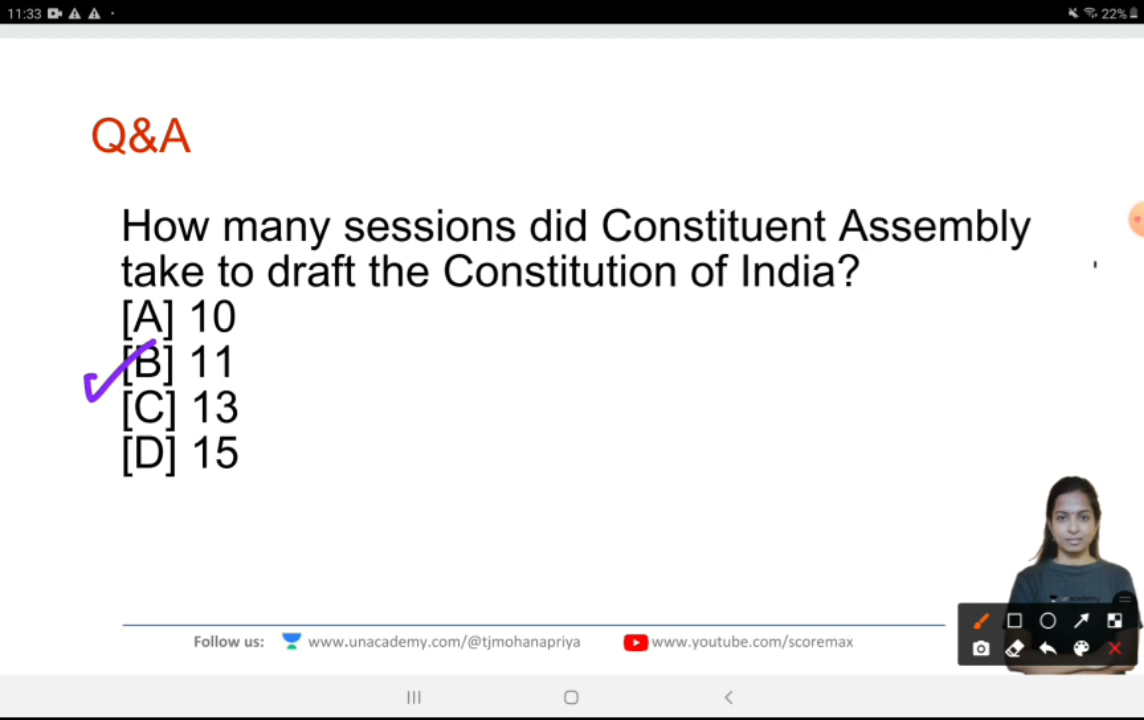 11:33
22%
Q&A
How many sessions did Constituent Assembly
take to draft the Constitution of India?
[A] 10
[B] 11
[C] 13
[D] 15
Follow us: www.unacademy.com/@tjmohanapriya www.youtube.com/scoremax